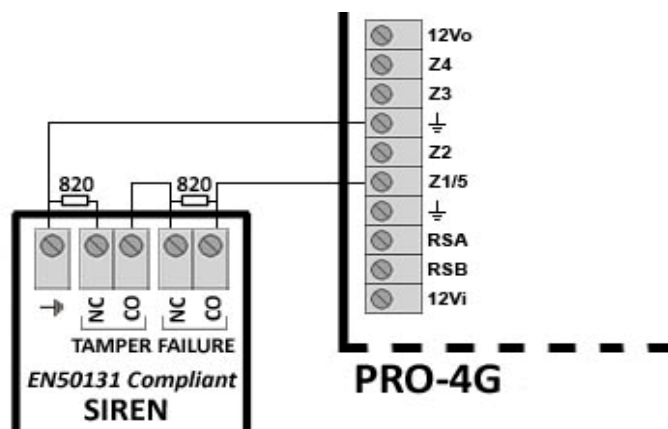 12Vo
Z4
Z3
Z2
Z1/5
RSA
RSB
12Vi
820
820
NC
CO
NC
CO
TAMPER FAILURE
EN50131 Compliant
SIREN
PRO-4G